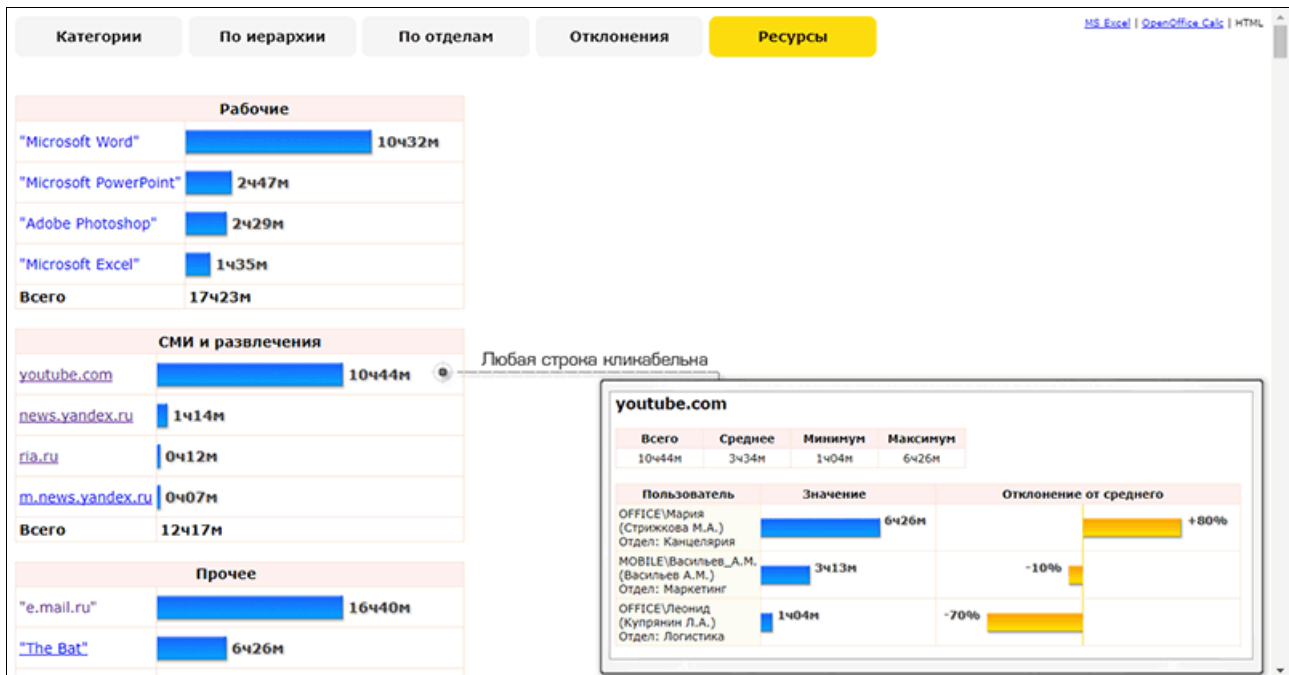 Категории По иерархии По отделам Отклонения Ресурсы
MS Excel | OpenOffice Calc | HTML
Рабочие
"Microsoft Word" 10ч32м
"Microsoft PowerPoint" 2ч47м
"Adobe Photoshop" 2ч29м
"Microsoft Excel" 1ч35м
Всего 17ч23м
СМИ и развлечения
youtube.com 10ч44м
news.yandex.ru 1ч14м
ria.ru 0ч12м
m.news.yandex.ru 0ч07м
Всего 12ч17м
Прочее
"e.mail.ru" 16ч40м
"The Bat" 6ч26м
Любая строка кликабельна
youtube.com
Всего Среднее Минимум Максимум
10ч44м 3ч34м 1ч04м 6ч26м
Пользователь Значение Отклонение от среднего
OFFICE\Мария
(Стрижкова М.А.)
Отдел: Канцелярия
6ч26м +80%
MOBILE\Васильев_А.М.
(Васильев А.М.)
Отдел: Маркетинг
3ч13м -10%
OFFICE\Леонид
(Купрянин Л.А.)
Отдел: Логистика
1ч04м -70%